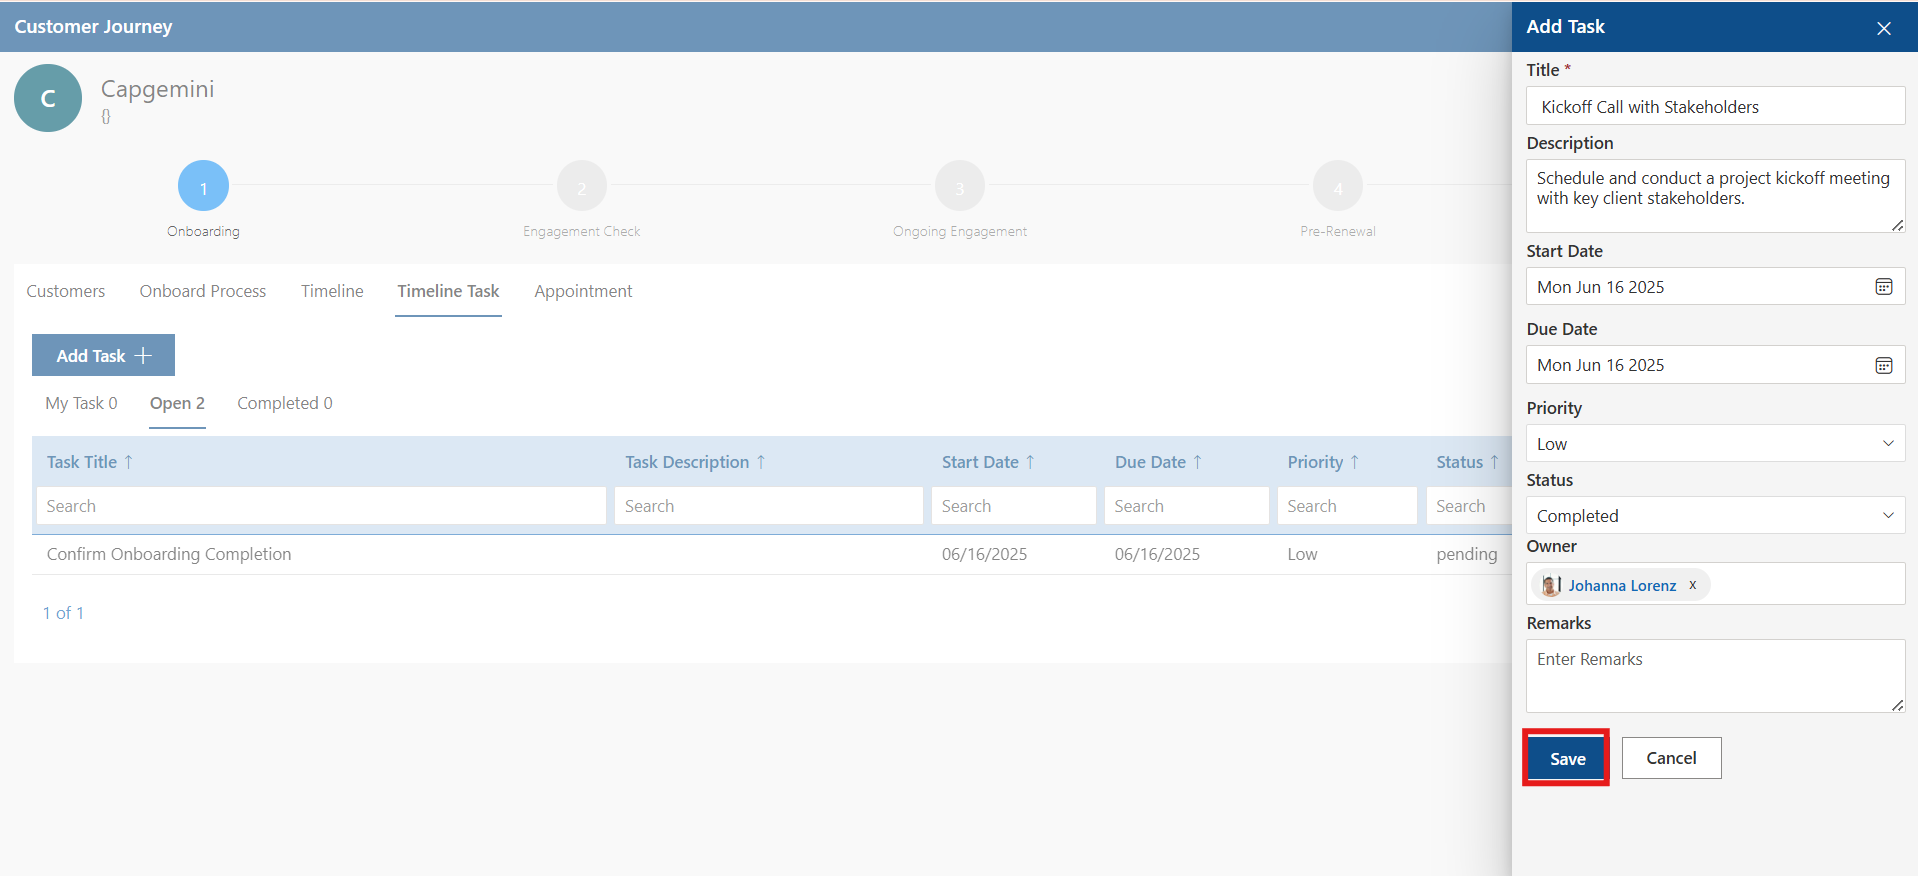 Customer Journey
C
Capgemini
{}
1
2
3
4
Onboarding
Engagement Check
Ongoing Engagement
Pre-Renewal
Customers
Onboard Process
Timeline
Timeline Task
Appointment
Add Task +
My Task 0
Open 2
Completed 0
Task Title ↑
Task Description ↑
Start Date ↑
Due Date ↑
Priority ↑
Status ↑
Search
Search
Search
Search
Search
Search
Confirm Onboarding Completion
06/16/2025
06/16/2025
Low
pending
1 of 1
Add Task
Title *
Kickoff Call with Stakeholders
Description
Schedule and conduct a project kickoff meeting
with key client stakeholders.
Start Date
Mon Jun 16 2025
Due Date
Mon Jun 16 2025
Priority
Low
Status
Completed
Owner
Johanna Lorenz x
Remarks
Enter Remarks
Save
Cancel